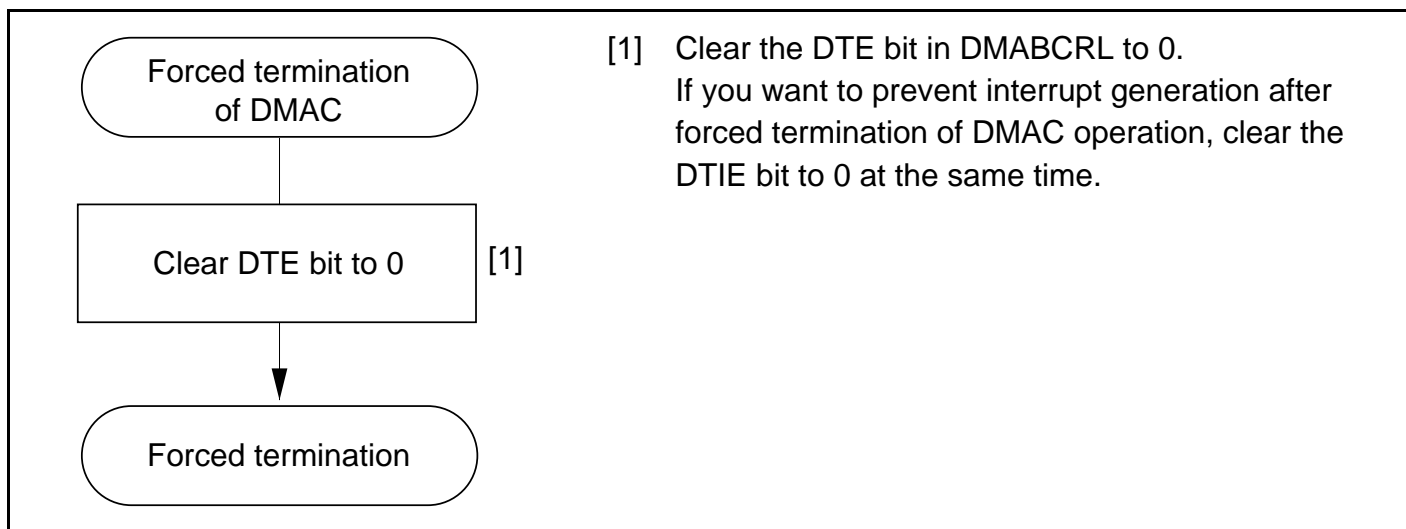 Forced termination
of DMAC
Clear DTE bit to 0
[1]
Forced termination
[1] Clear the DTE bit in DMABCRL to 0.
If you want to prevent interrupt generation after
forced termination of DMAC operation, clear the
DTIE bit to 0 at the same time.